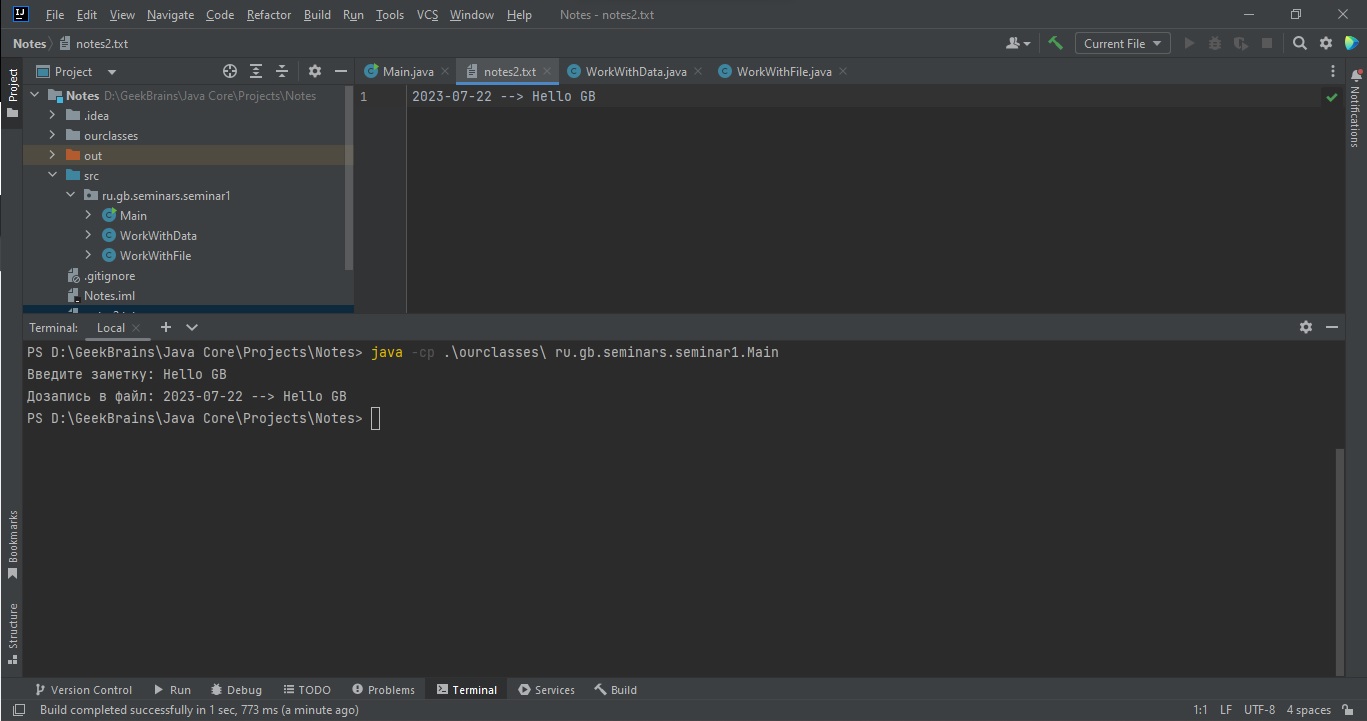 File Edit View Navigate Code Refactor Build Run Tools VCS Window Help Notes - notes2.txt
Notes notes2.txt Current File
Project Project Main.java notes2.txt WorkWithData.java WorkWithFile.java
Notes D:\GeekBrains\Java Core\Projects\Notes
1 2023-07-22 --> Hello GB
Notifications
.idea
ourclasses
out
src
ru.gb.seminars.seminar1
Main
WorkWithData
WorkWithFile
.gitignore
Notes.iml
Terminal: Local
PS D:\GeekBrains\Java Core\Projects\Notes> java -cp .\ourclasses\ ru.gb.seminars.seminar1.Main
Введите заметку: Hello GB
Дозапись в файл: 2023-07-22 --> Hello GB
PS D:\GeekBrains\Java Core\Projects\Notes>
Bookmarks
Structure
Version Control Run Debug TODO Problems Terminal Services Build
Build completed successfully in 1 sec, 773 ms (a minute ago) 1:1 LF UTF-8 4 spaces